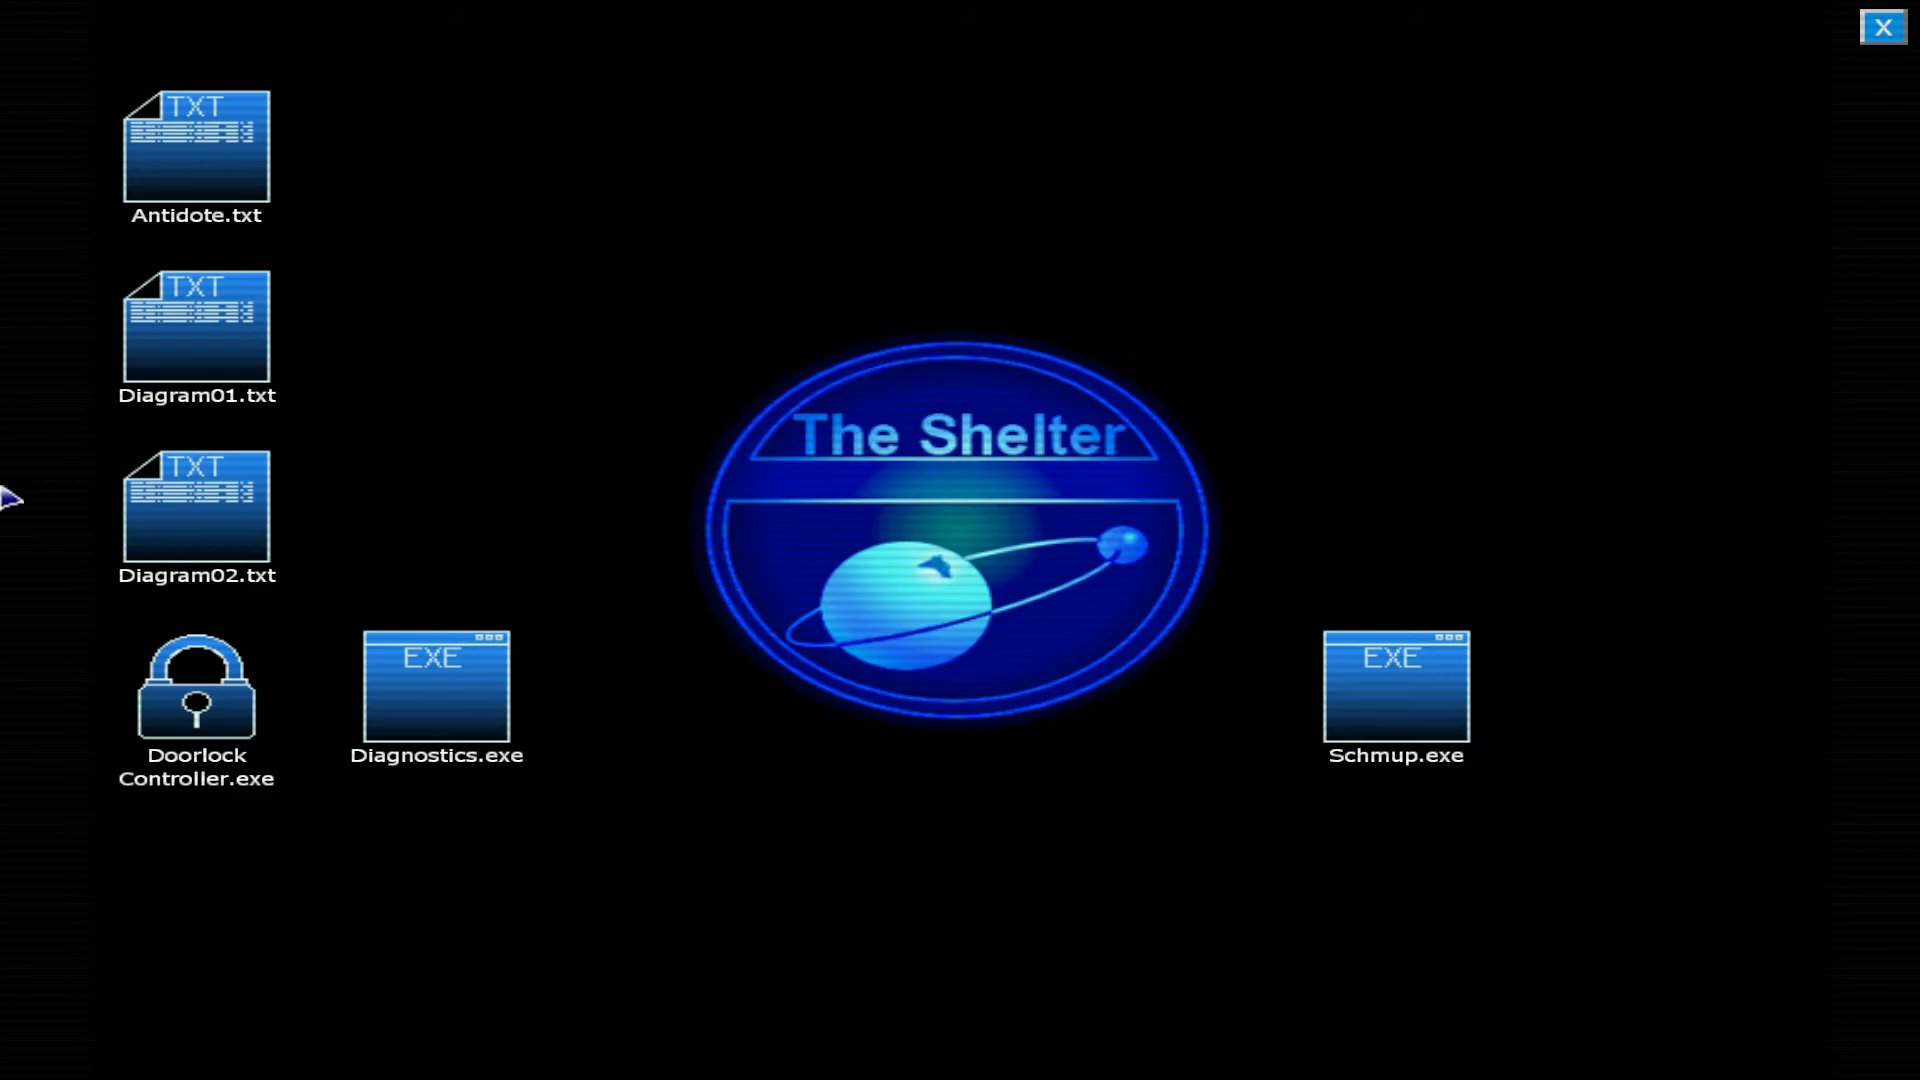 X
TXT
Antidote.txt
TXT
Diagram01.txt
The Shelter
TXT
Diagram02.txt
Doorlock
Controller.exe
EXE
Diagnostics.exe
EXE
Schmup.exe